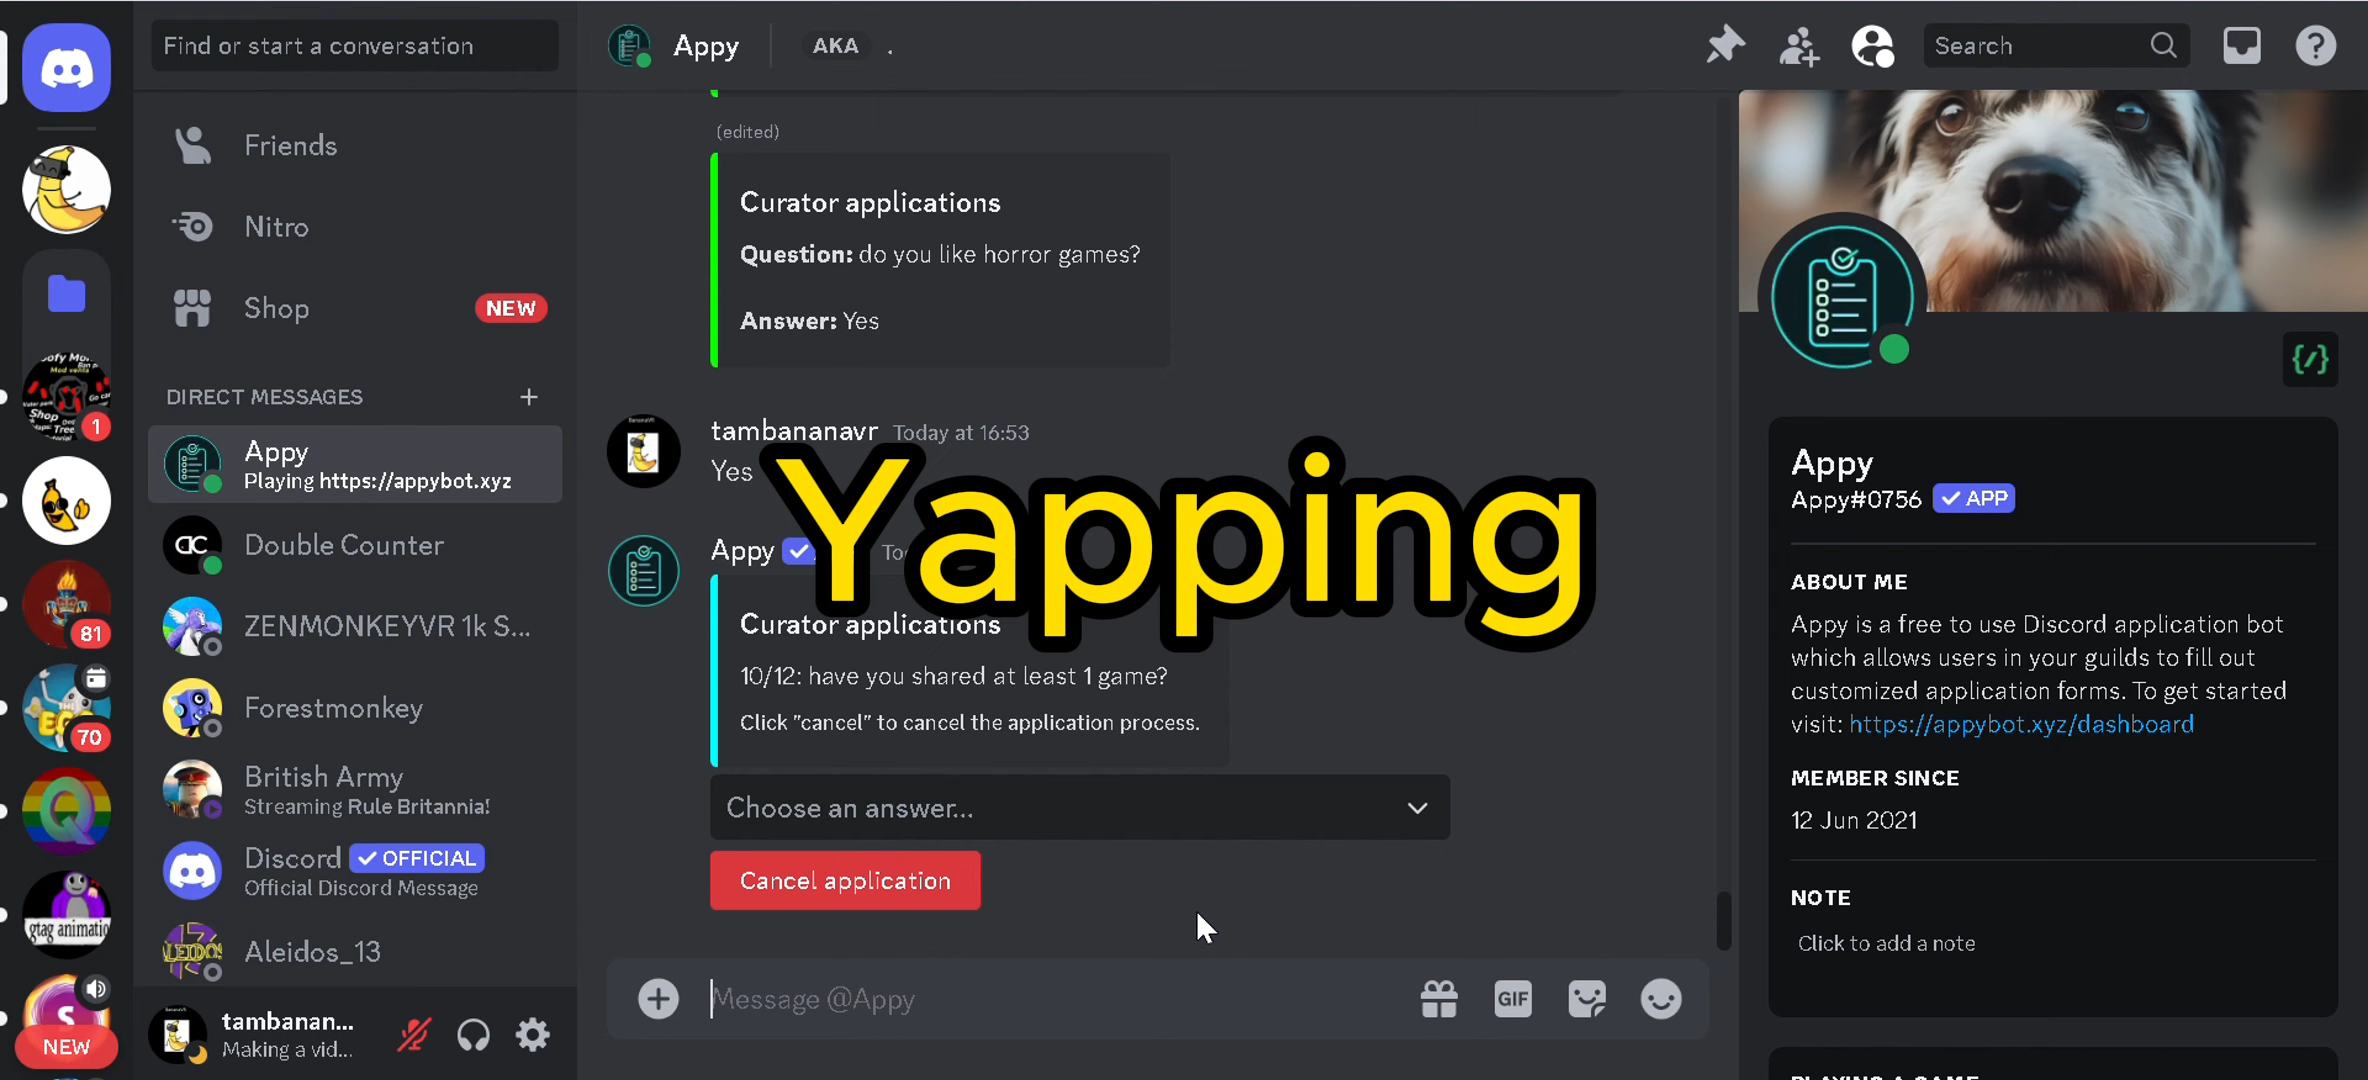 Find or start a conversation
Friends
Nitro
Shop
NEW
DIRECT MESSAGES
Appy
Playing https://appybot.xyz
Double Counter
ZENMONKEYVR 1k S...
Forestmonkey
British Army
Streaming Rule Britannia!
Discord OFFICIAL
Official Discord Message
Aleidos_13
tambanan...
Making a vid...
1
81
70
gtag animatio
NEW
Appy
AKA .
Search
(edited)
Curator applications
Question: do you like horror games?
Answer: Yes
tambananavr Today at 16:53
Yes
Yapping
Appy
Curator applications
10/12: have you shared at least 1 game?
Click "cancel" to cancel the application process.
Choose an answer...
Cancel application
Message @Appy
GIF
Appy
Appy#0756 APP
ABOUT ME
Appy is a free to use Discord application bot
which allows users in your guilds to fill out
customized application forms. To get started
visit: https://appybot.xyz/dashboard
MEMBER SINCE
12 Jun 2021
NOTE
Click to add a note
PLAYING A GAME